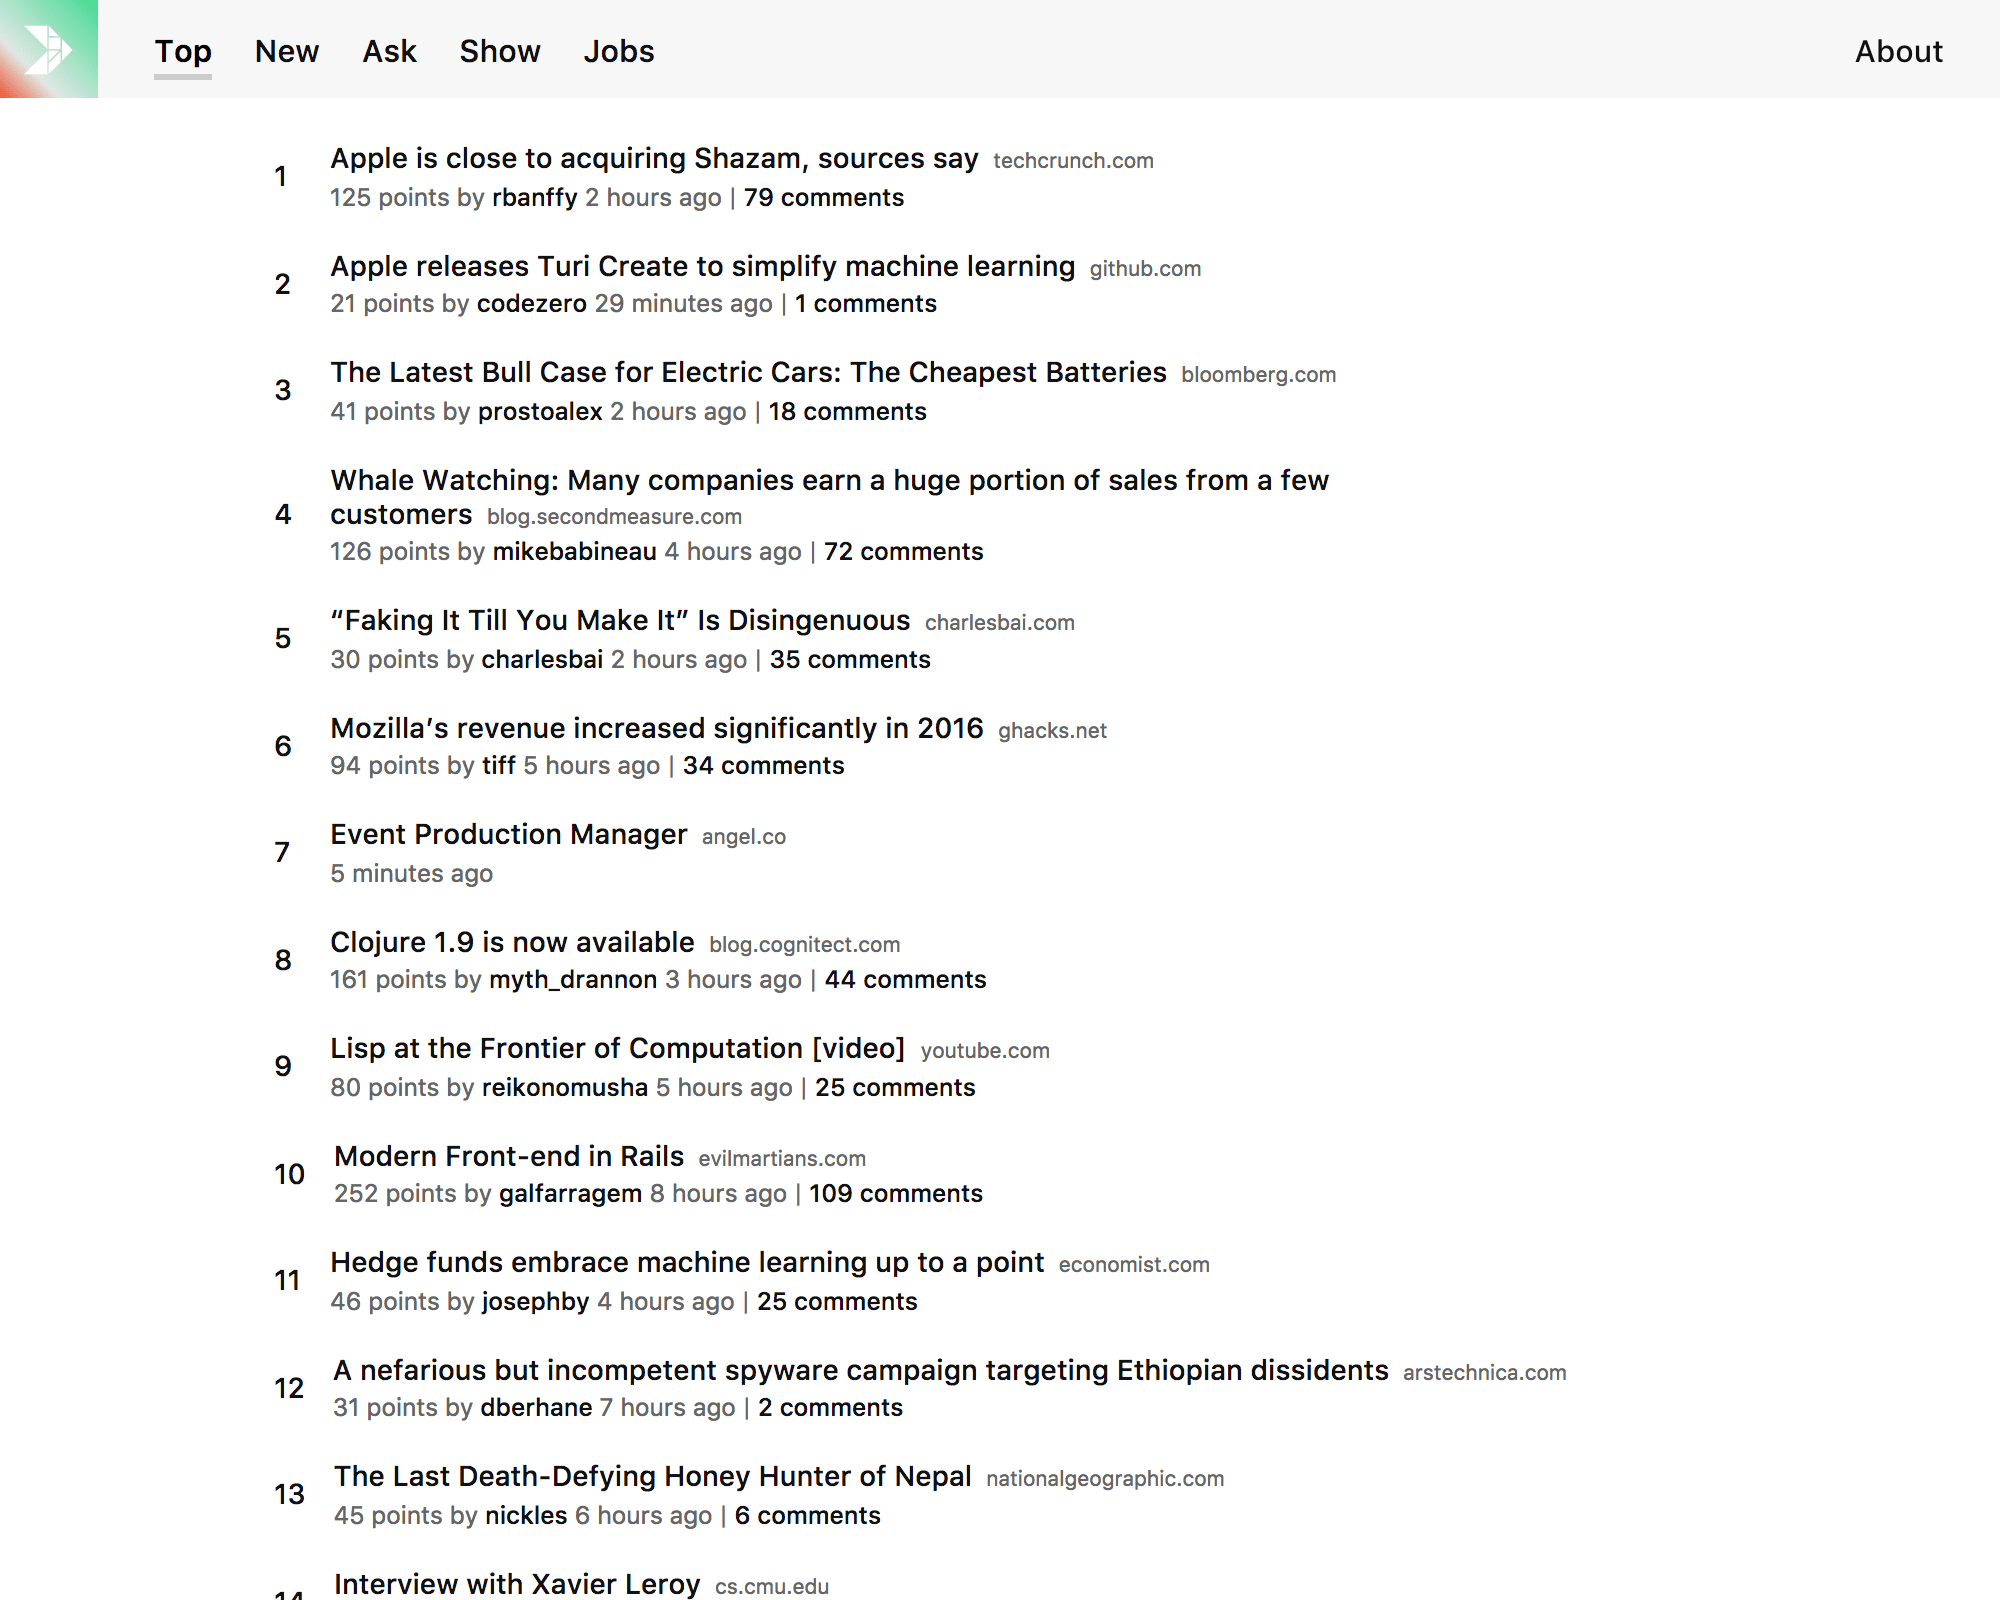 Top New Ask Show Jobs About
1 Apple is close to acquiring Shazam, sources say techcrunch.com
125 points by rbanffy 2 hours ago | 79 comments
2 Apple releases Turi Create to simplify machine learning github.com
21 points by codezero 29 minutes ago | 1 comments
3 The Latest Bull Case for Electric Cars: The Cheapest Batteries bloomberg.com
41 points by prostoalex 2 hours ago | 18 comments
Whale Watching: Many companies earn a huge portion of sales from a few
4 customers blog.secondmeasure.com
126 points by mikebabineau 4 hours ago | 72 comments
5 “Faking It Till You Make It” Is Disingenuous charlesbai.com
30 points by charlesbai 2 hours ago | 35 comments
6 Mozilla’s revenue increased significantly in 2016 ghacks.net
94 points by tiff 5 hours ago | 34 comments
7 Event Production Manager angel.co
5 minutes ago
8 Clojure 1.9 is now available blog.cognitect.com
161 points by myth_drannon 3 hours ago | 44 comments
9 Lisp at the Frontier of Computation [video] youtube.com
80 points by reikonomusha 5 hours ago | 25 comments
10 Modern Front-end in Rails evilmartians.com
252 points by galfarragem 8 hours ago | 109 comments
11 Hedge funds embrace machine learning up to a point economist.com
46 points by josephby 4 hours ago | 25 comments
12 A nefarious but incompetent spyware campaign targeting Ethiopian dissidents arstechnica.com
31 points by dberhane 7 hours ago | 2 comments
13 The Last Death-Defying Honey Hunter of Nepal nationalgeographic.com
45 points by nickles 6 hours ago | 6 comments
14 Interview with Xavier Leroy cs.cmu.edu